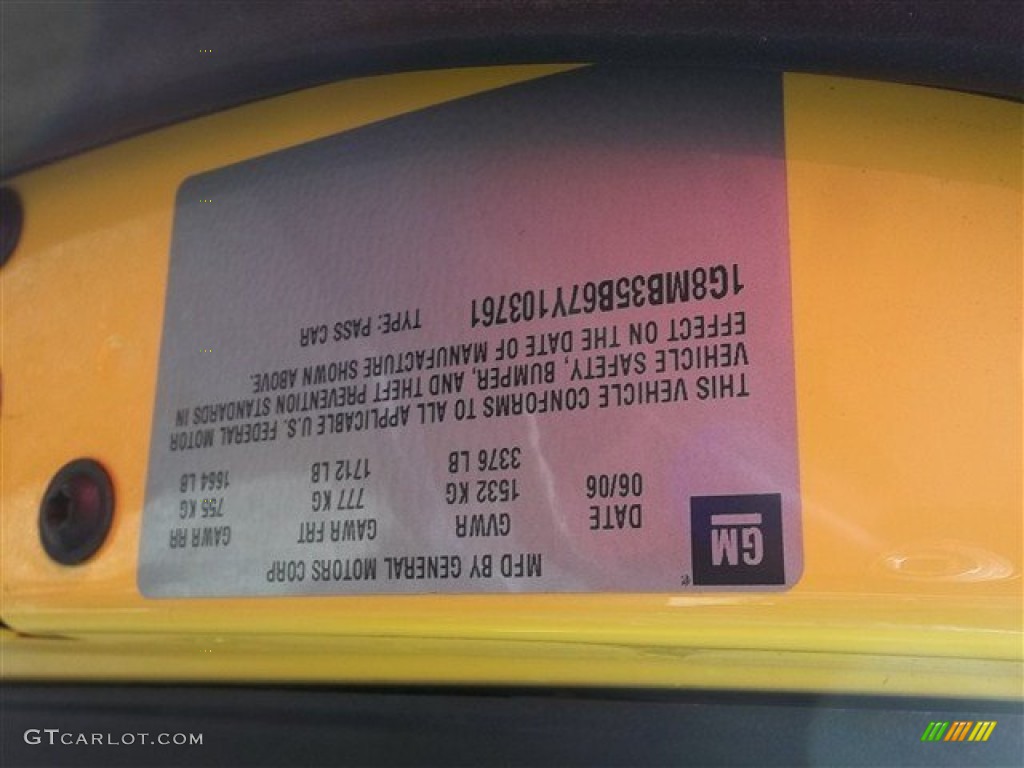 MFD BY GENERAL MOTORS CORP
GM
DATE GVWR GAWR FRT GAWR RR
06/06 1532 KG 777 KG 755 KG
3376 LB 1712 LB 1664 LB
THIS VEHICLE CONFORMS TO ALL APPLICABLE U.S. FEDERAL MOTOR
VEHICLE SAFETY, BUMPER, AND THEFT PREVENTION STANDARDS IN
EFFECT ON THE DATE OF MANUFACTURE SHOWN ABOVE.
1G8MB35B67Y103761 TYPE: PASS CAR
GTCARLOT.COM